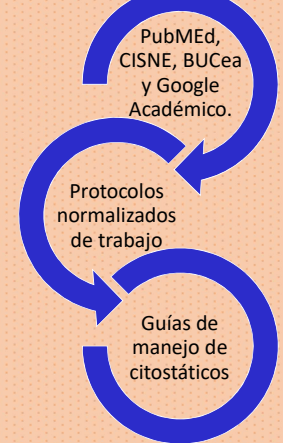 PubMEd,
CISNE, BUCea
y Google
Académico.
Protocolos
normalizados
de trabajo
Guías de
manejo de
citostáticos